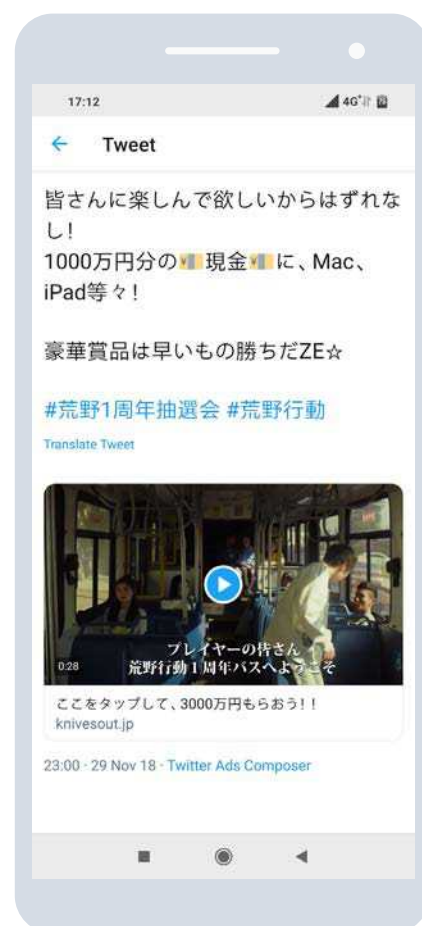 17:12
4G+
Tweet
皆さんに楽しんで欲しいからはずれな
し!
1000万円分の💴現金💴に、Mac、
iPad等々!
豪華賞品は早いもの勝ちだZE☆
#荒野1周年抽選会 #荒野行動
Translate Tweet
プレイヤーの皆さん
0:28
荒野行動1周年バスへようこそ
ここをタップして、3000万円もらおう!!
knivesout.jp
23:00 · 29 Nov 18 · Twitter Ads Composer